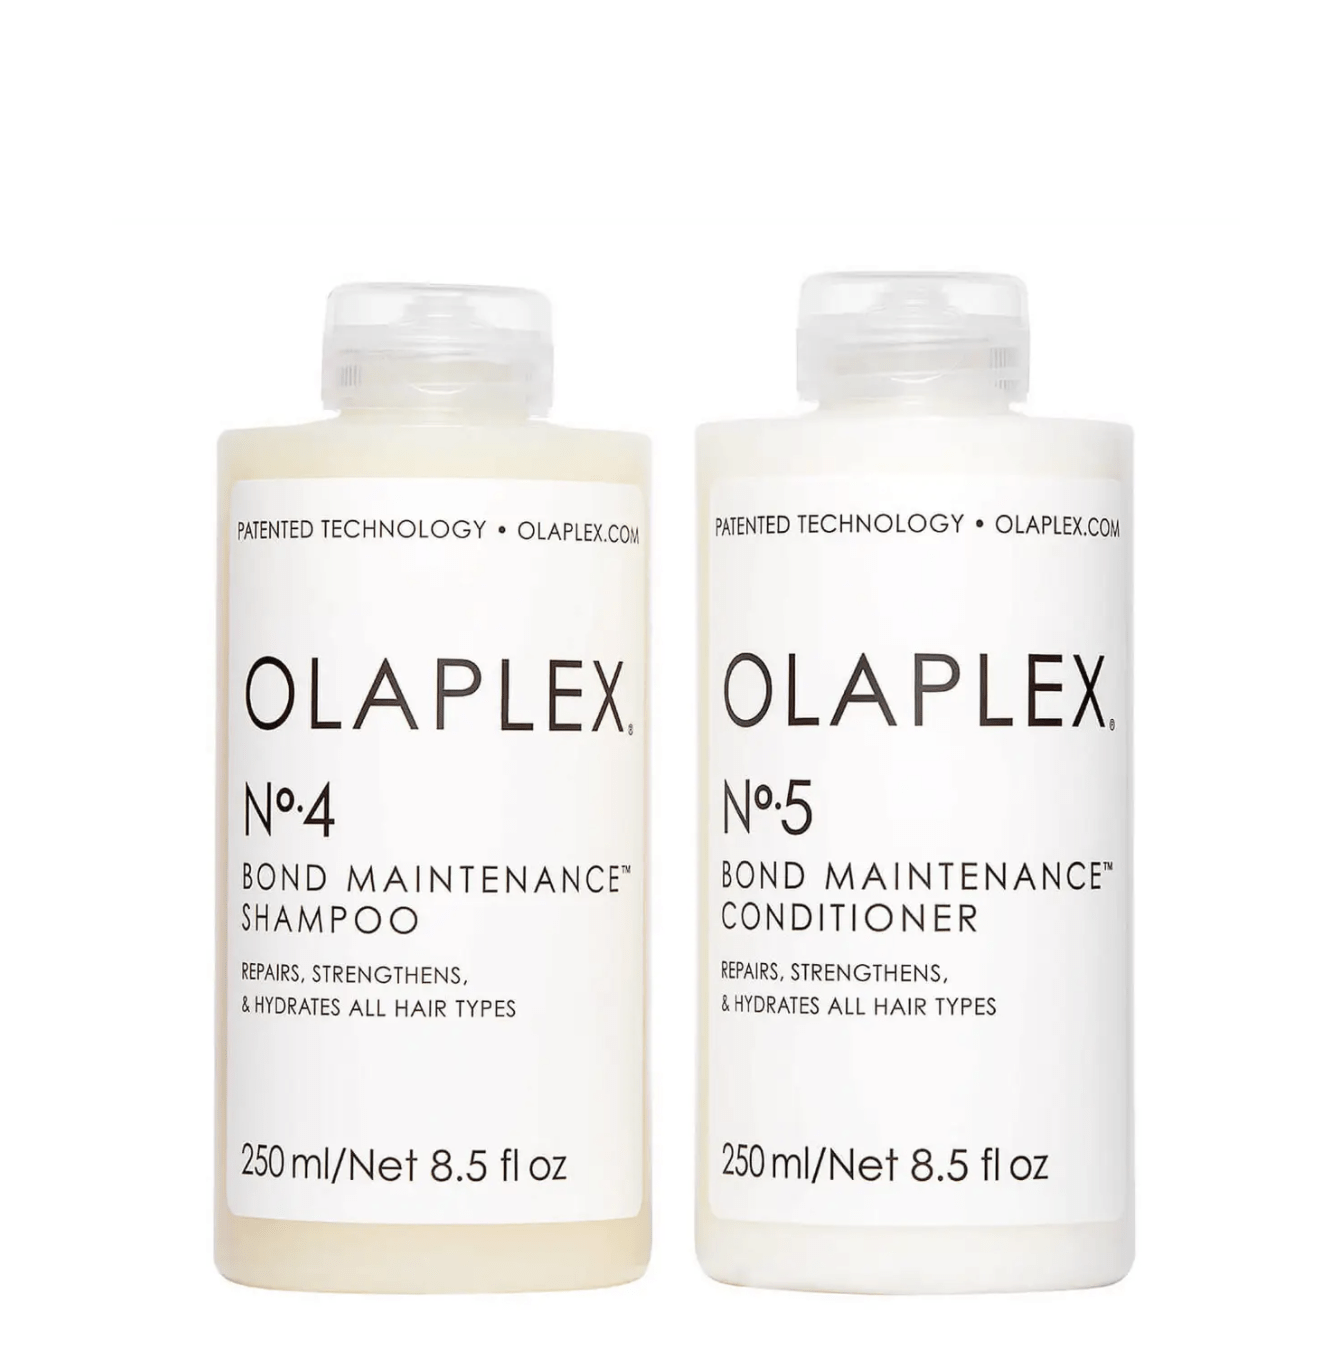 PATENTED TECHNOLOGY • OLAPLEX.COM
OLAPLEX®
Nº.4
BOND MAINTENANCE™
SHAMPOO
REPAIRS, STRENGTHENS,
& HYDRATES ALL HAIR TYPES
250 ml/Net 8.5 fl oz
PATENTED TECHNOLOGY • OLAPLEX.COM
OLAPLEX®
Nº.5
BOND MAINTENANCE™
CONDITIONER
REPAIRS, STRENGTHENS,
& HYDRATES ALL HAIR TYPES
250 ml/Net 8.5 fl oz